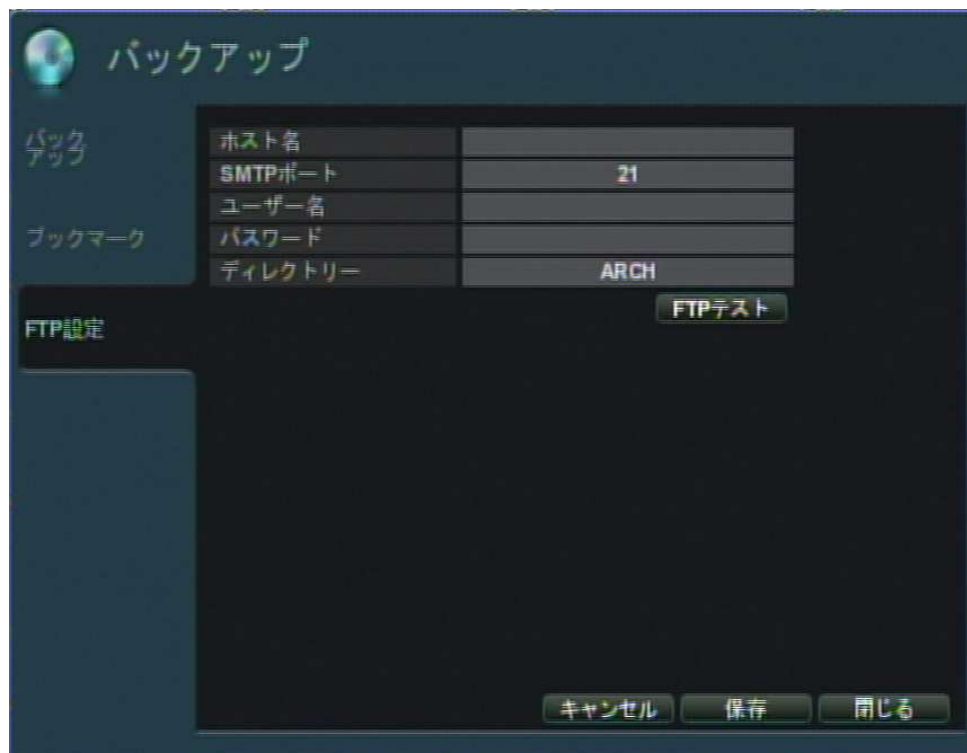 バックアップ
バック
アップ
ブックマーク
FTP設定
ホスト名
SMTPポート 21
ユーザー名
パスワード
ディレクトリー ARCH
FTPテスト
キャンセル 保存 閉じる